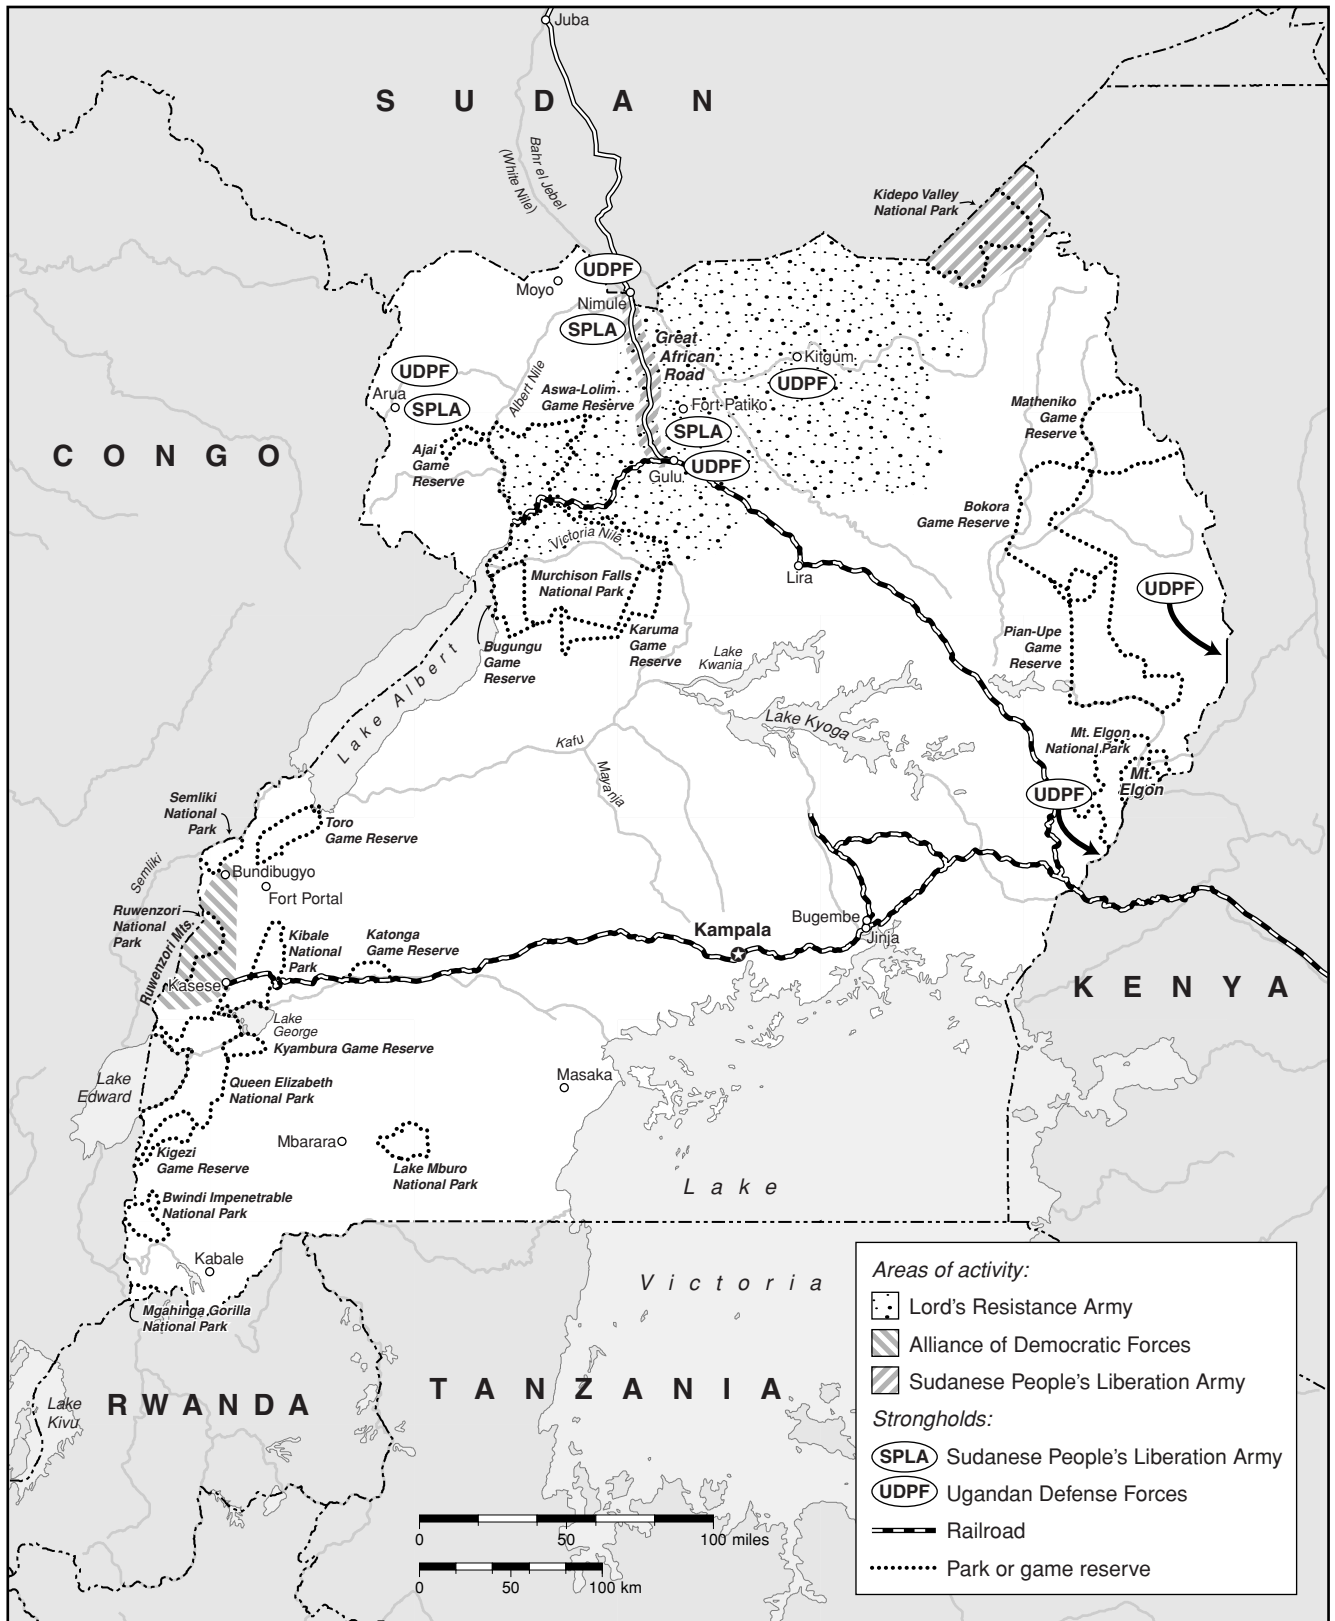 Juba
SUDAN
Bahr el Jebel
(White Nile)
Kidepo Valley
National Park
UDPF
Moyo
Nimule
SPLA
Great
African
Road
Kitgum
UDPF
UDPF
Arua
SPLA
Albert Nile
Aswa-Lolim
Game Reserve
Fort Patiko
SPLA
UDPF
Gulu
Matheniko
Game
Reserve
CONGO
Ajai
Game
Reserve
Bokora
Game Reserve
Victoria Nile
Lira
Murchison Falls
National Park
UDPF
Bugungu
Game
Reserve
Karuma
Game
Reserve
Pian-Upe
Game
Reserve
Lake
Kwania
Lake Albert
Lake Kyoga
Kafu
Mayanja
Mt. Elgon
National Park
Mt.
Elgon
UDPF
Semliki
National
Park
Toro
Game Reserve
Semliki
Bundibugyo
Fort Portal
Ruwenzori
National
Park
Ruwenzori Mts.
Kibale
National
Park
Katonga
Game Reserve
Kampala
Bugembe
Jinja
Kasese
KENYA
Lake
George
Kyambura Game Reserve
Lake
Edward
Queen Elizabeth
National Park
Masaka
Mbarara
Kigezi
Game Reserve
Lake Mburo
National Park
Bwindi Impenetrable
National Park
Lake
Kabale
Victoria
Mgahinga Gorilla
National Park
Lake
Kivu
RWANDA
TANZANIA
Areas of activity:
Lord's Resistance Army
Alliance of Democratic Forces
Sudanese People's Liberation Army
Strongholds:
SPLA Sudanese People's Liberation Army
UDPF Ugandan Defense Forces
Railroad
Park or game reserve
0 50 100 miles
0 50 100 km